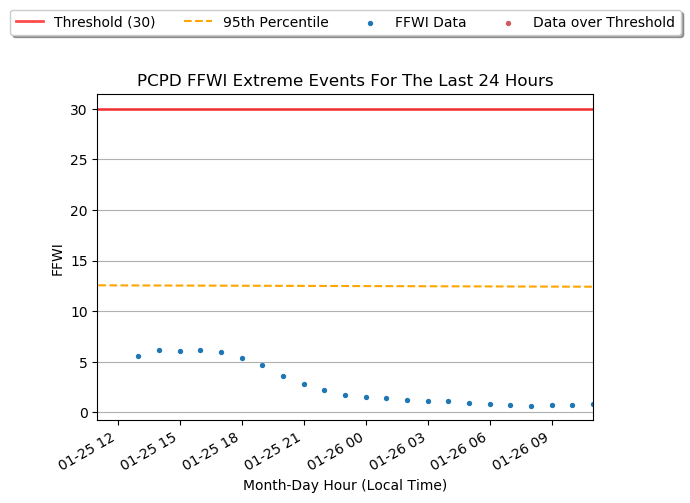 Threshold (30) 95th Percentile FFWI Data Data over Threshold
PCPD FFWI Extreme Events For The Last 24 Hours
30
25
20
15
10
5
0
FFWI
01-25 12 01-25 15 01-25 18 01-25 21 01-26 00 01-26 03 01-26 06 01-26 09
Month-Day Hour (Local Time)